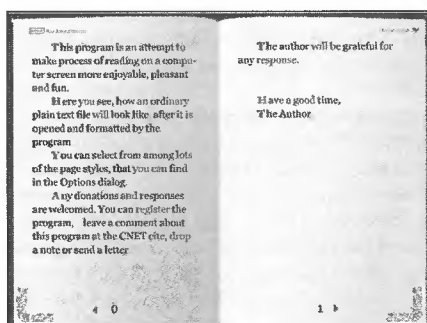 This program is an attempt to
make process of reading on a compu-
ter screen more enjoyable, pleasant
and fun.
Here you see, how an ordinary
plain text file will look like after it is
opened and formatted by the
program
You can select from among lots
of the page styles, that you can find
in the Options dialog.
Any donations and responses
are welcomed. You can register the
program, leave a comment about
this program at the CNET cite, drop
a note or send a letter
0
The author will be grateful for
any response.
Have a good time,
The Author
1